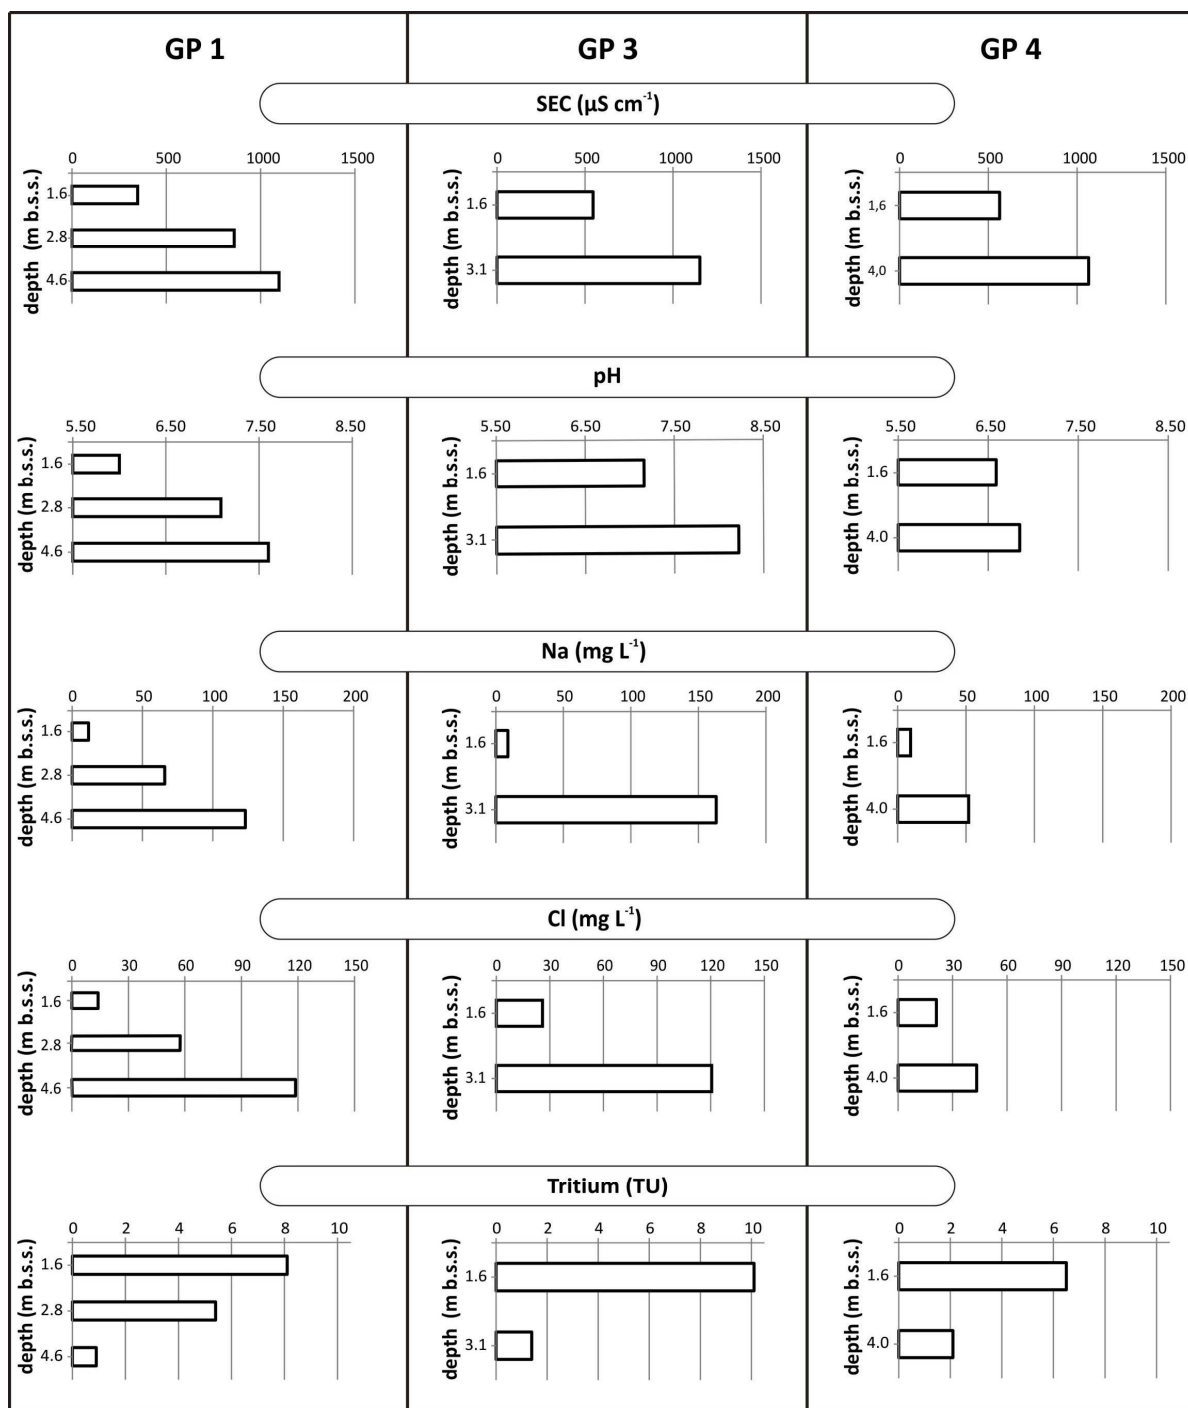 GP 1 GP 3 GP 4
SEC (µS cm⁻¹)
0 500 1000 1500
depth (m b.s.s.)
1.6
2.8
4.6
0 500 1000 1500
depth (m b.s.s.)
1.6
3.1
0 500 1000 1500
depth (m b.s.s.)
1,6
4,0
pH
5.50 6.50 7.50 8.50
depth (m b.s.s.)
1.6
2.8
4.6
5.50 6.50 7.50 8.50
depth (m b.s.s.)
1.6
3.1
5.50 6.50 7.50 8.50
depth (m b.s.s.)
1.6
4.0
Na (mg L⁻¹)
0 50 100 150 200
depth (m b.s.s.)
1.6
2.8
4.6
0 50 100 150 200
depth (m b.s.s.)
1.6
3.1
0 50 100 150 200
depth (m b.s.s.)
1.6
4.0
Cl (mg L⁻¹)
0 30 60 90 120 150
depth (m b.s.s.)
1.6
2.8
4.6
0 30 60 90 120 150
depth (m b.s.s.)
1.6
3.1
0 30 60 90 120 150
depth (m b.s.s.)
1.6
4.0
Tritium (TU)
0 2 4 6 8 10
depth (m b.s.s.)
1.6
2.8
4.6
0 2 4 6 8 10
depth (m b.s.s.)
1.6
3.1
0 2 4 6 8 10
depth (m b.s.s.)
1.6
4.0